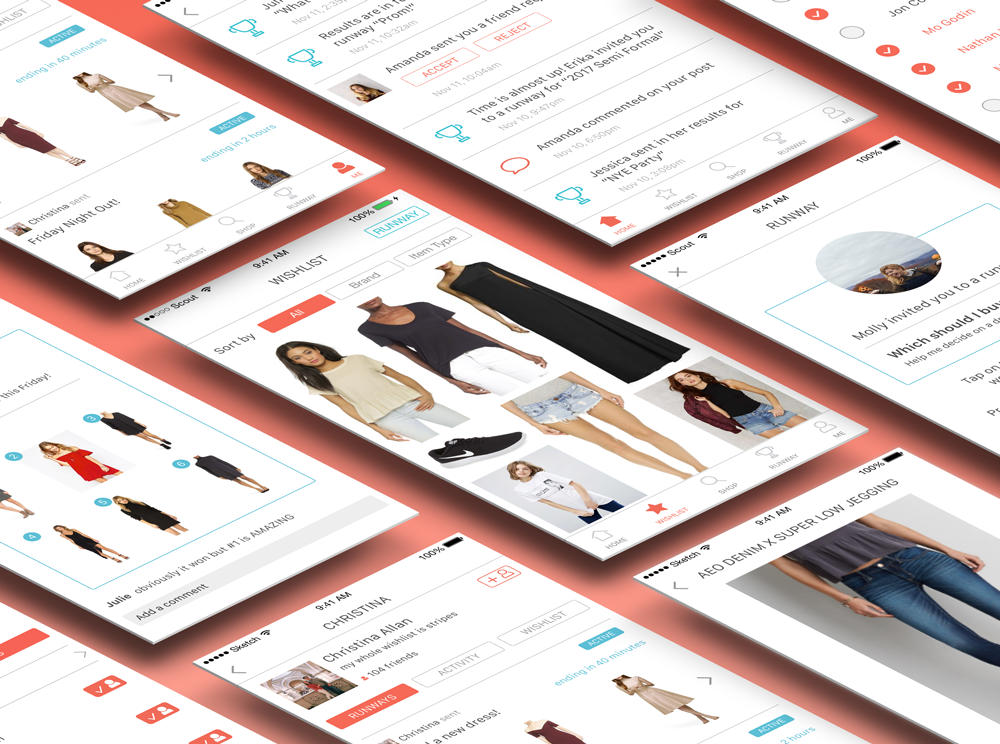 WISHLIST
ACTIVE
ending in 40 minutes
ACTIVE
ending in 2 hours
Christina sent
Friday Night Out!
HOME
WISHLIST
SHOP
RUNWAY
ME
Nov 11, 2:39
Results are in
runway "Prom!"
Nov 11, 10:32am
Amanda sent you a friend
ACCEPT
REJECT
Nov 11, 10:04am
Time is almost up! Erika invited you
to a runway for "2017 Semi Formal"
Nov 10, 9:47pm
Amanda commented on your post
Nov 10, 6:50pm
Jessica sent in her results for
"NYE Party"
Nov 10, 3:08pm
HOME
WISHLIST
SHOP
RUNWAY
ME
Jon
Mo Godin
Nathan
Scout
9:41 AM
100%
WISHLIST
RUNWAY
Sort by
All
Brand
Item Type
HOME
WISHLIST
SHOP
RUNWAY
ME
Scout
9:41 AM
100%
RUNWAY
Molly invited you to a
Which should I
Help me decide on a
Tap on
this Friday!
2
3
4
5
6
Julie obviously it won but #1 is AMAZING
Add a comment
Sketch
9:41 AM
100%
CHRISTINA
Christina Allan
my whole wishlist is stripes
104 friends
RUNWAYS
ACTIVITY
WISHLIST
ACTIVE
ending in 40 minutes
Christina sent
a new dress!
ACTIVE
2 hours
Sketch
9:41 AM
100%
AEO DENIM X SUPER LOW JEGGING